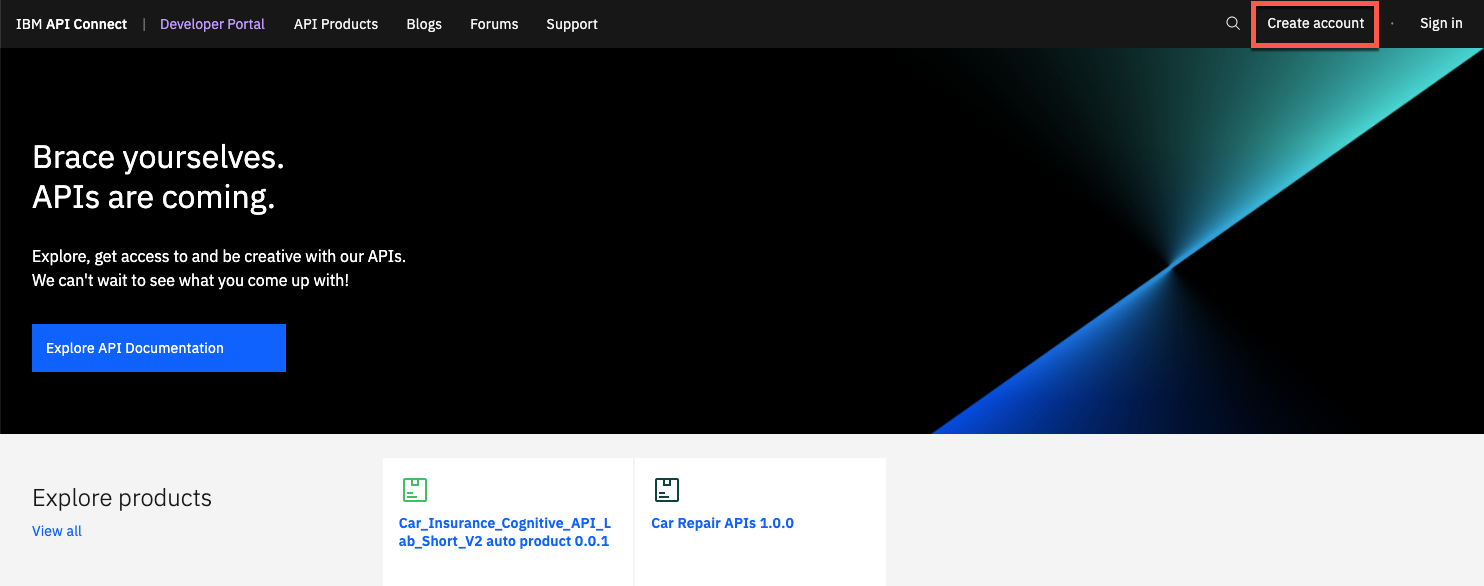 IBM API Connect | Developer Portal API Products Blogs Forums Support Create account · Sign in
Brace yourselves.
APIs are coming.
Explore, get access to and be creative with our APIs.
We can't wait to see what you come up with!
Explore API Documentation
Explore products
View all
Car_Insurance_Cognitive_API_L
ab_Short_V2 auto product 0.0.1
Car Repair APIs 1.0.0